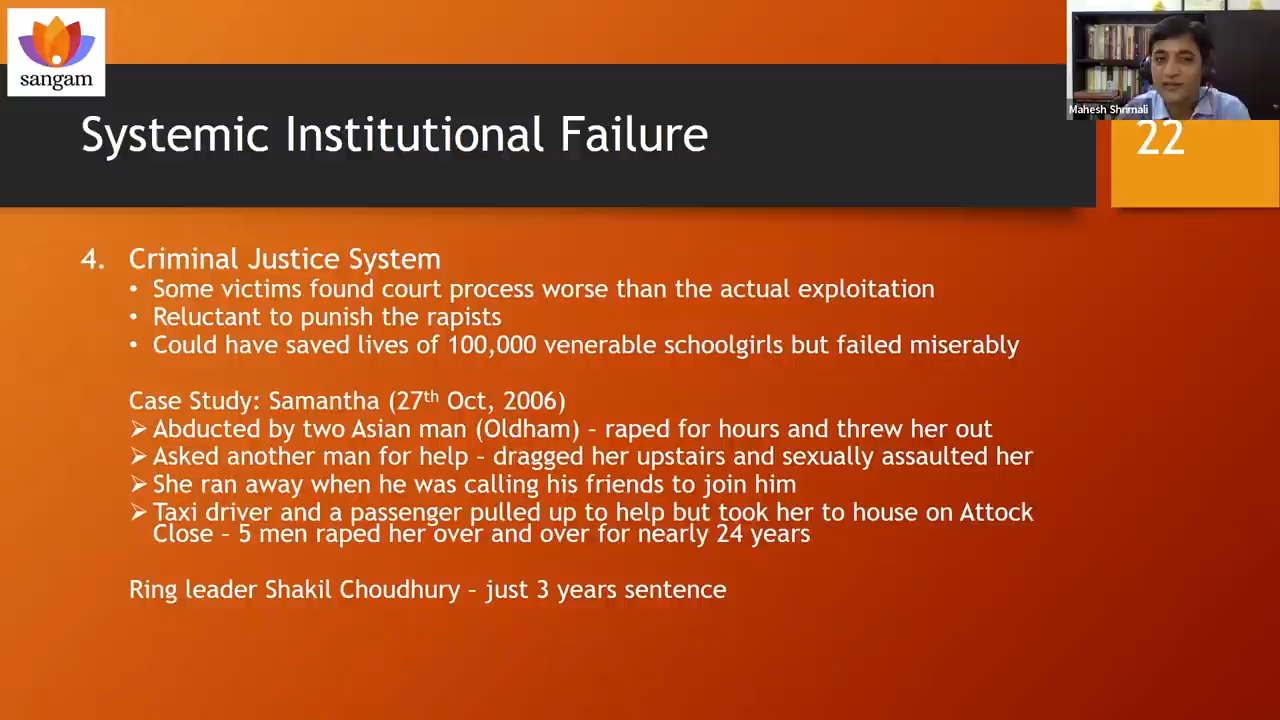 sangam
Mahesh Shrimali
Systemic Institutional Failure
22
4. Criminal Justice System
• Some victims found court process worse than the actual exploitation
• Reluctant to punish the rapists
• Could have saved lives of 100,000 venerable schoolgirls but failed miserably
Case Study: Samantha (27th Oct, 2006)
➢ Abducted by two Asian man (Oldham) – raped for hours and threw her out
➢ Asked another man for help – dragged her upstairs and sexually assaulted her
➢ She ran away when he was calling his friends to join him
➢ Taxi driver and a passenger pulled up to help but took her to house on Attock
Close – 5 men raped her over and over for nearly 24 years
Ring leader Shakil Choudhury – just 3 years sentence